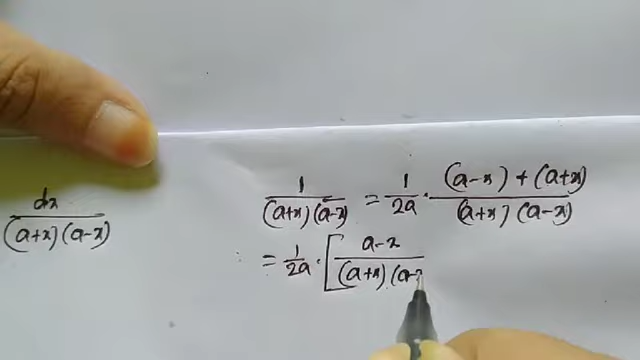 dx/((a+x)(a-x))
1/((a+x)(a-x)) = 1/2a · ((a-x) + (a+x))/((a+x)(a-x))
= 1/2a · [ (a-x)/((a+x)(a-x